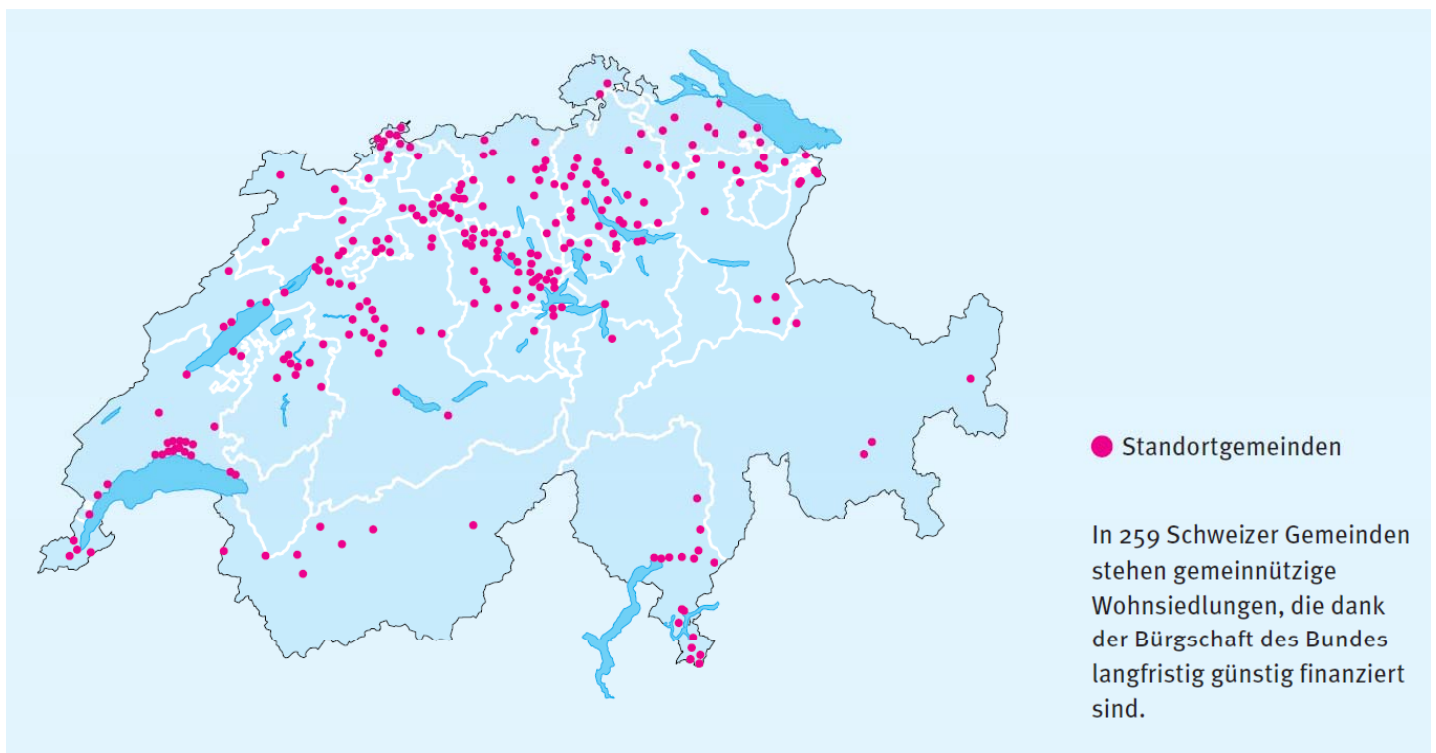 Standortgemeinden
In 259 Schweizer Gemeinden
stehen gemeinnützige
Wohnsiedlungen, die dank
der Bürgschaft des Bundes
langfristig günstig finanziert
sind.